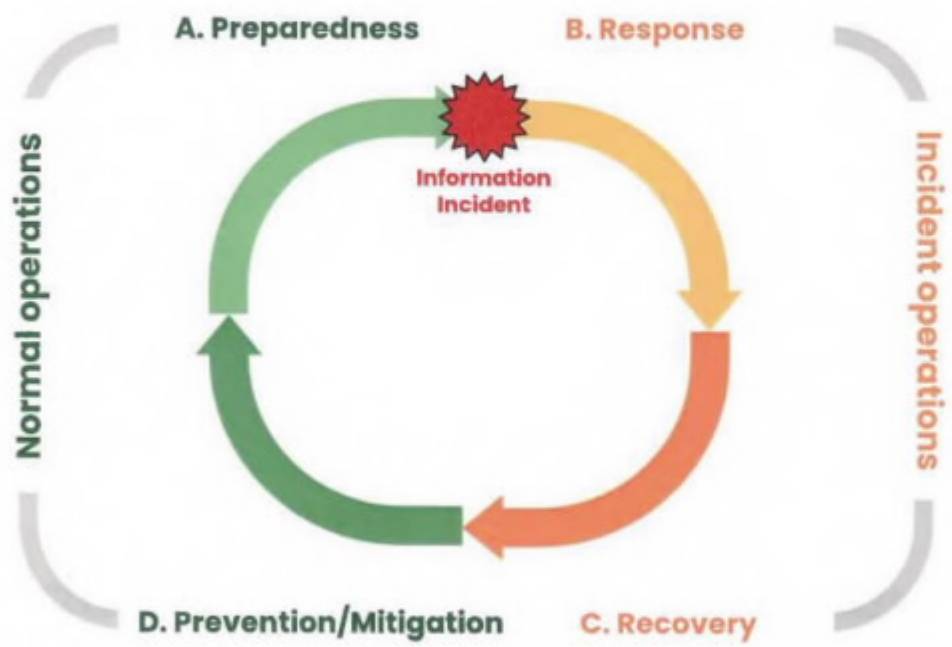 A. Preparedness
B. Response
Information
Incident
Normal operations
Incident operations
D. Prevention/Mitigation
C. Recovery